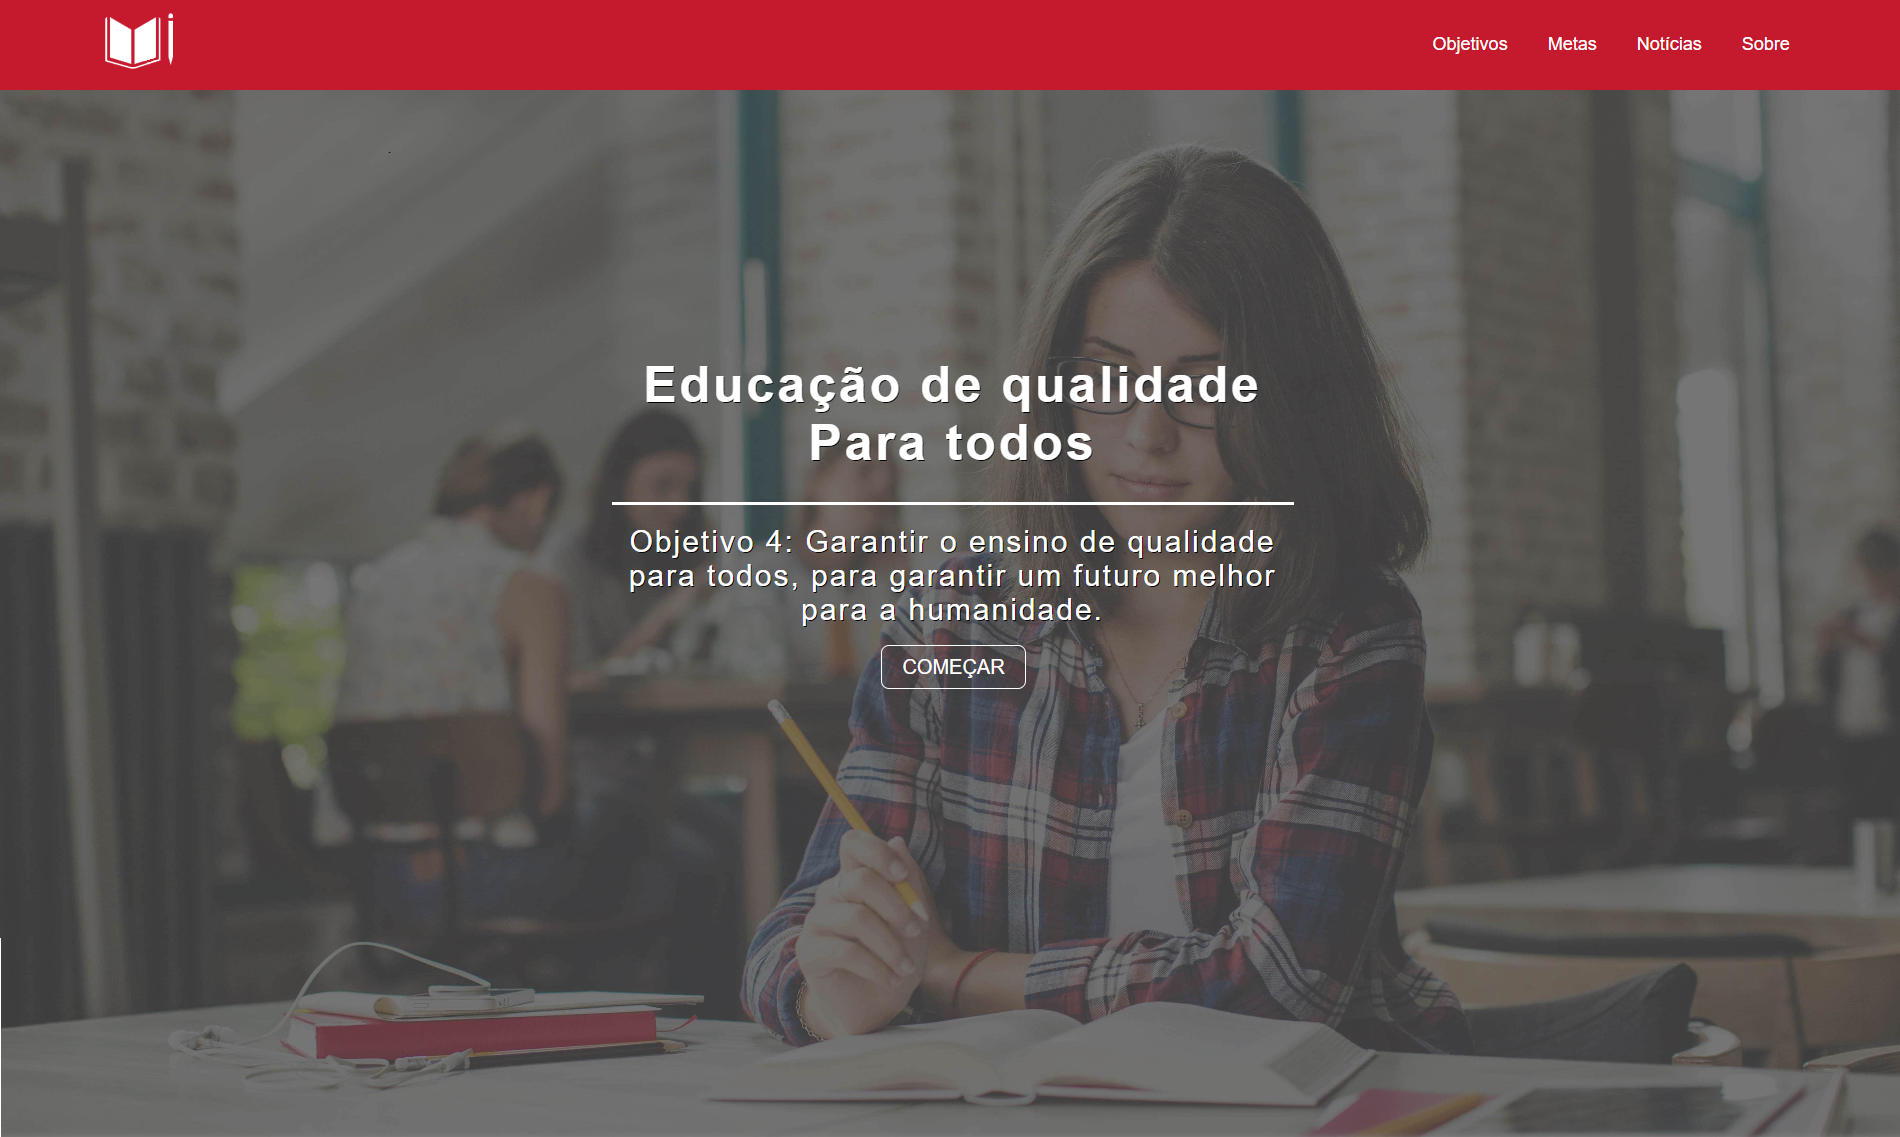 Objetivos Metas Notícias Sobre
Educação de qualidade
Para todos
Objetivo 4: Garantir o ensino de qualidade
para todos, para garantir um futuro melhor
para a humanidade.
COMEÇAR